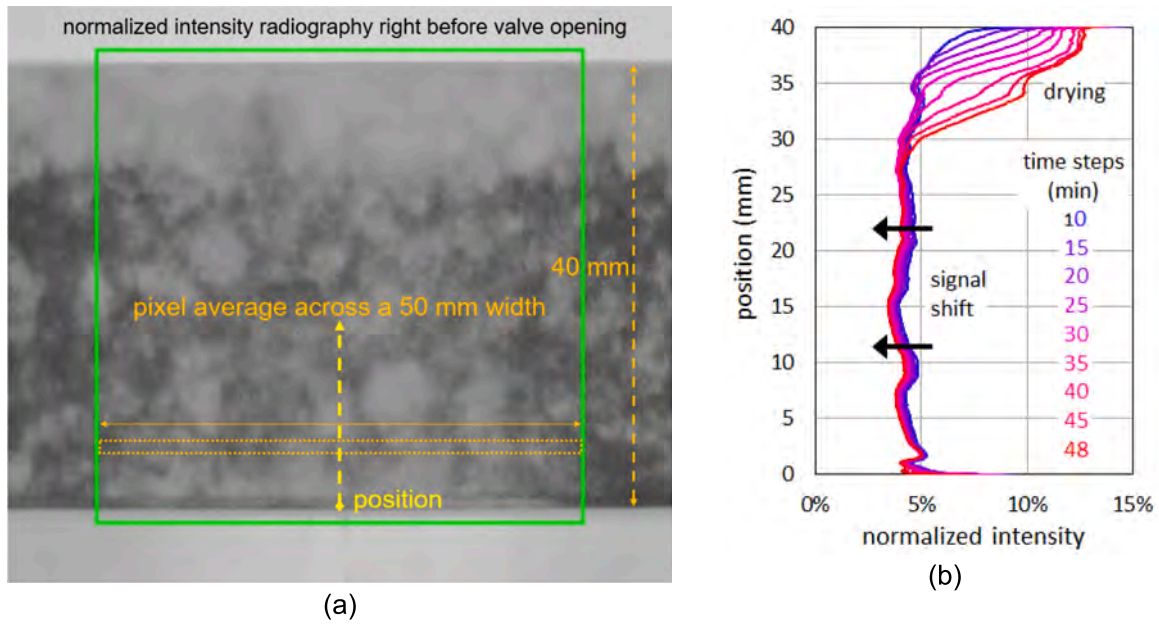 normalized intensity radiography right before valve opening
40 mm
pixel average across a 50 mm width
position
(a)
40
35
30
25
20
15
10
5
0
position (mm)
drying
time steps
(min)
10
15
20
25
30
35
40
45
48
signal
shift
0%
5%
10%
15%
normalized intensity
(b)